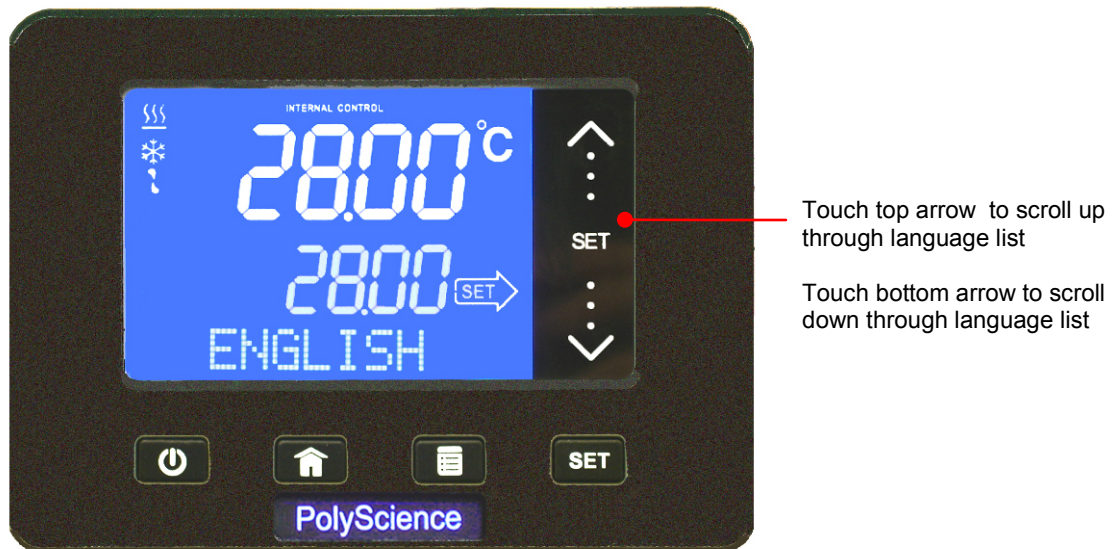 INTERNAL CONTROL
28.00 °C
28.00 SET
ENGLISH
SET
Touch top arrow to scroll up
through language list
Touch bottom arrow to scroll
down through language list
SET
PolyScience